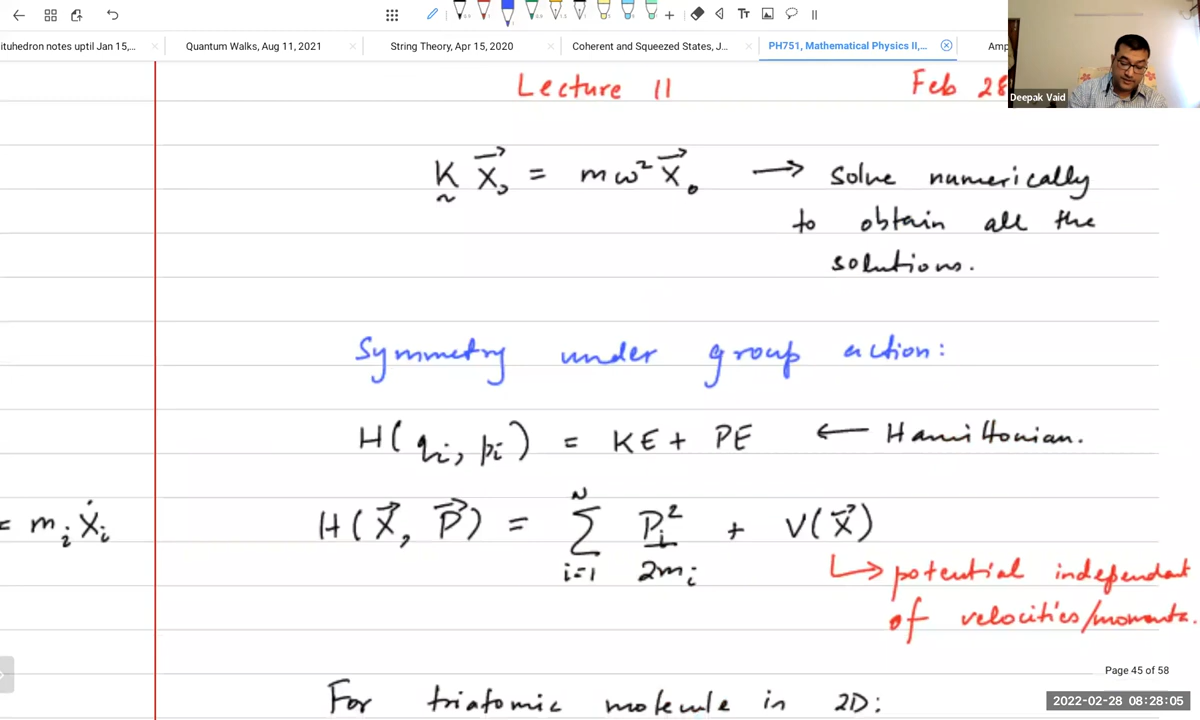 ituhedron notes uptil Jan 15,...
Quantum Walks, Aug 11, 2021
String Theory, Apr 15, 2020
Coherent and Squeezed States, J...
PH751, Mathematical Physics II,...
Amp
Deepak Vaid
Lecture 11
Feb 28
K X⃗₀ = mω² X⃗₀ → solve numerically
to obtain all the
solutions.
Symmetry under group action:
H(qᵢ, pᵢ) = KE + PE ← Hamiltonian.
= mᵢ Ẋᵢ
H(X⃗, P⃗) = Σᵢ₌₁ᴺ Pᵢ²/2mᵢ + V(X⃗)
↳ potential independant
of velocities/momenta.
Page 45 of 58
2022-02-28 08:28:05
For triatomic molecule in 2D: